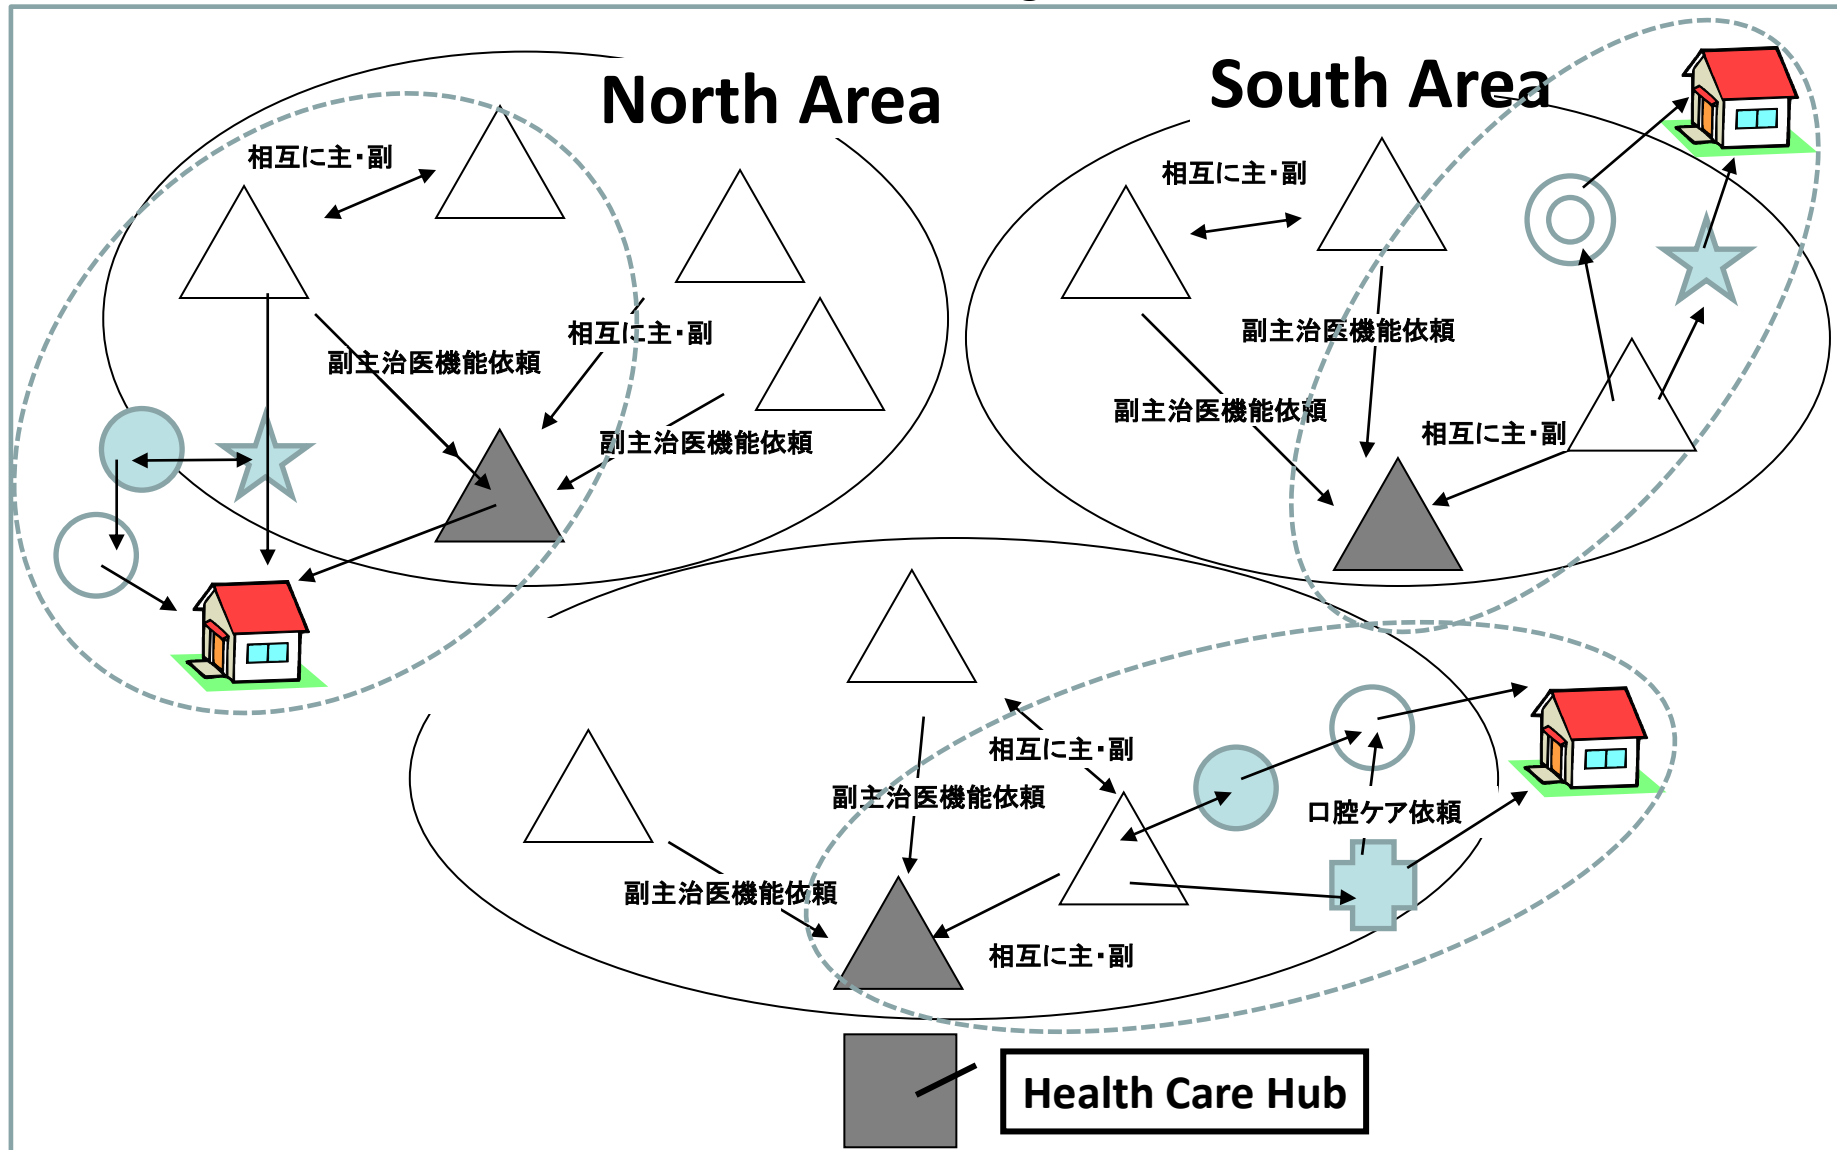 North Area
South Area
相互に主・副
相互に主・副
相互に主・副
副主治医機能依頼
副主治医機能依頼
副主治医機能依頼
副主治医機能依頼
相互に主・副
相互に主・副
副主治医機能依頼
口腔ケア依頼
副主治医機能依頼
相互に主・副
Health Care Hub